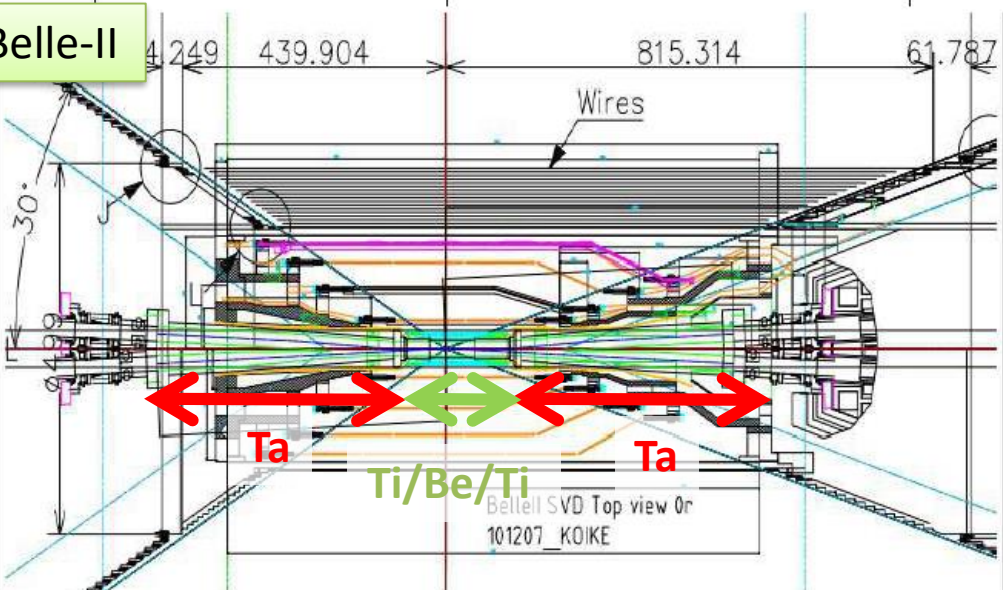 Belle-II
4.249 439.904 815.314 61.787
Wires
30°
J
Ta
Ta
Ti/Be/Ti
BelleII SVD Top view 0r
101207_KOIKE